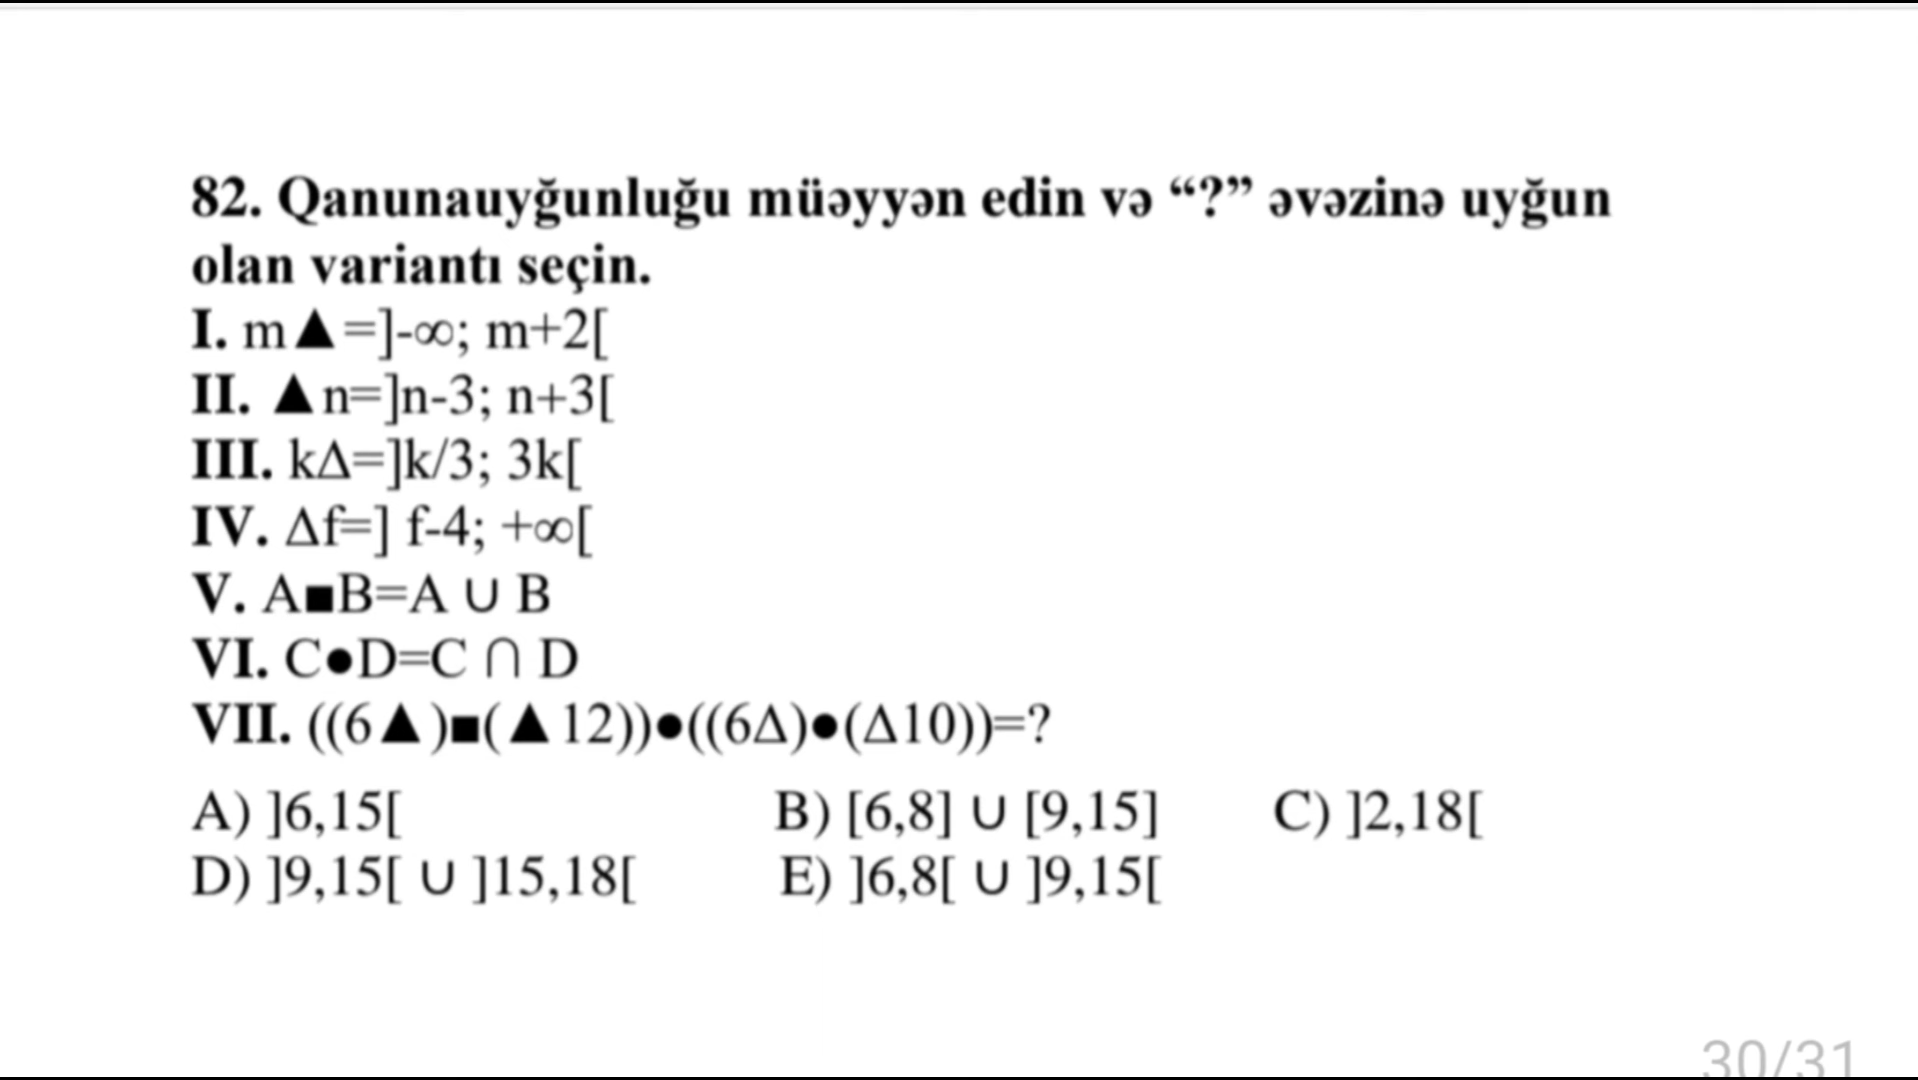 82. Qanunauyğunluğu müəyyən edin və “?” əvəzinə uyğun
olan variantı seçin.
I. m▲=]-∞; m+2[
II. ▲n=]n-3; n+3[
III. kΔ=]k/3; 3k[
IV. Δf=] f-4; +∞[
V. A■B=A ∪ B
VI. C●D=C ∩ D
VII. ((6▲)■(▲12))●((6Δ)●(Δ10))=?
A) ]6,15[ B) [6,8] ∪ [9,15] C) ]2,18[
D) ]9,15[ ∪ ]15,18[ E) ]6,8[ ∪ ]9,15[
30/31